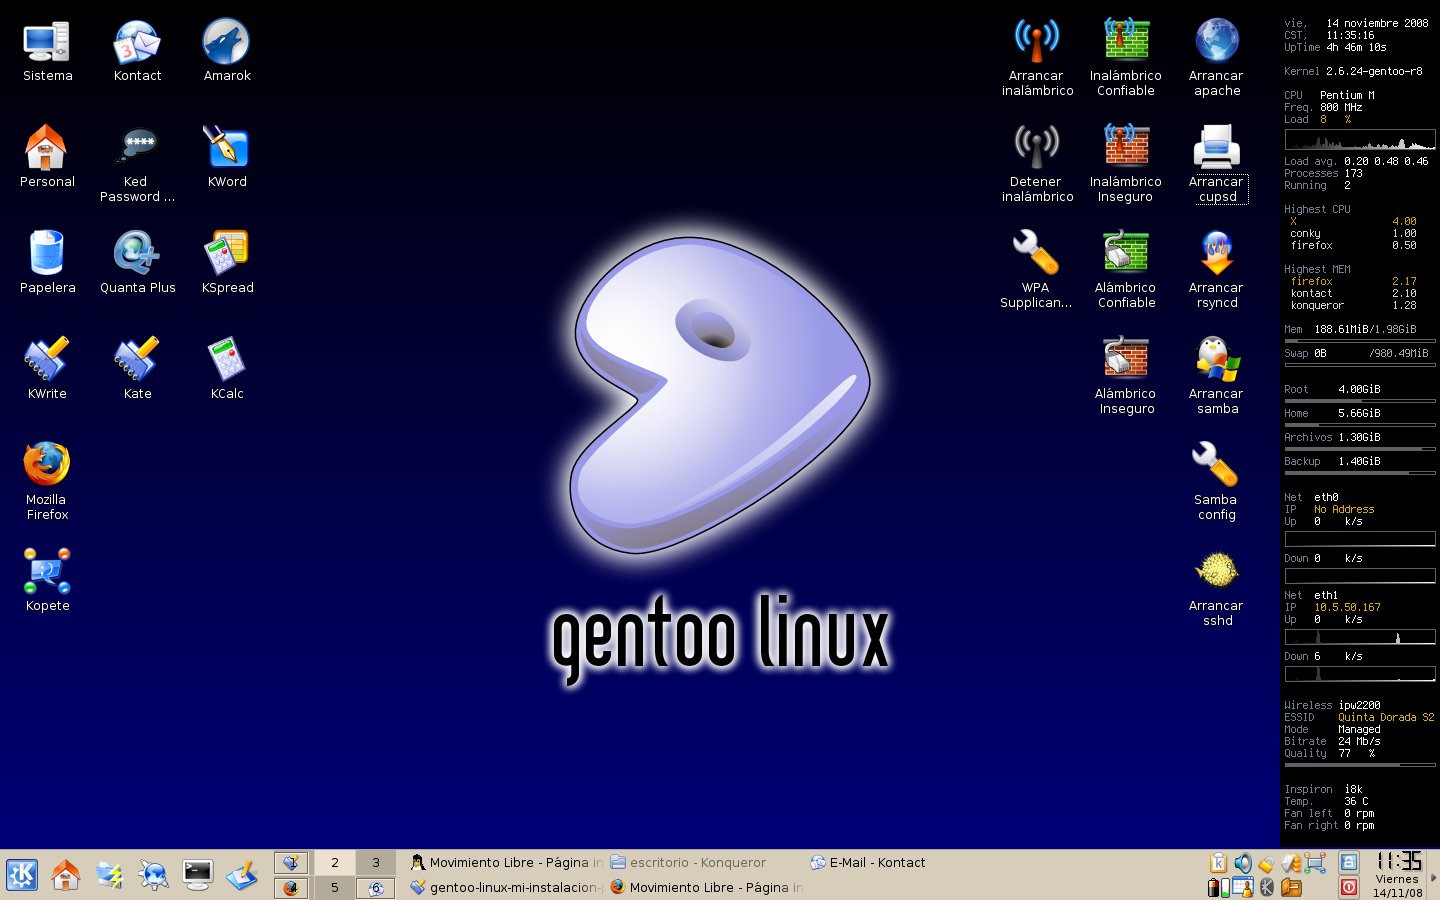 Sistema
Kontact
Amarok
Personal
Ked
Password ...
KWord
Papelera
Quanta Plus
KSpread
KWrite
Kate
KCalc
Mozilla
Firefox
Kopete
gentoo linux
Arrancar
inalámbrico
Inalámbrico
Confiable
Arrancar
apache
Detener
inalámbrico
Inalámbrico
Inseguro
Arrancar
cupsd
WPA
Supplican...
Alámbrico
Confiable
Arrancar
rsyncd
Alámbrico
Inseguro
Arrancar
samba
Samba
config
Arrancar
sshd
vie, 14 noviembre 2008
CST, 11:35:16
UpTime 4h 46m 10s
Kernel 2.6.24-gentoo-r8
CPU Pentium M
Freq. 800 MHz
Load 8 %
Load avg. 0.20 0.48 0.46
Processes 173
Running 2
Highest CPU
X 4.00
conky 1.00
firefox 0.50
Highest MEM
firefox 2.17
kontact 2.10
konqueror 1.28
Mem 188.61MiB/1.98GiB
Swap 0B /980.49MiB
Root 4.00GiB
Home 5.66GiB
Archivos 1.30GiB
Backup 1.40GiB
Net eth0
IP No Address
Up 0 k/s
Down 0 k/s
Net eth1
IP 10.5.50.167
Up 0 k/s
Down 6 k/s
Wireless ipw2200
ESSID Quinta Dorada S2
Mode Managed
Bitrate 24 Mb/s
Quality 77 %
Inspiron i8k
Temp. 36 C
Fan left 0 rpm
Fan right 0 rpm
2 3
5 6
Movimiento Libre - Página in
escritorio - Konqueror
E-Mail - Kontact
gentoo-linux-mi-instalacion-
Movimiento Libre - Página in
11:35
Viernes
14/11/08